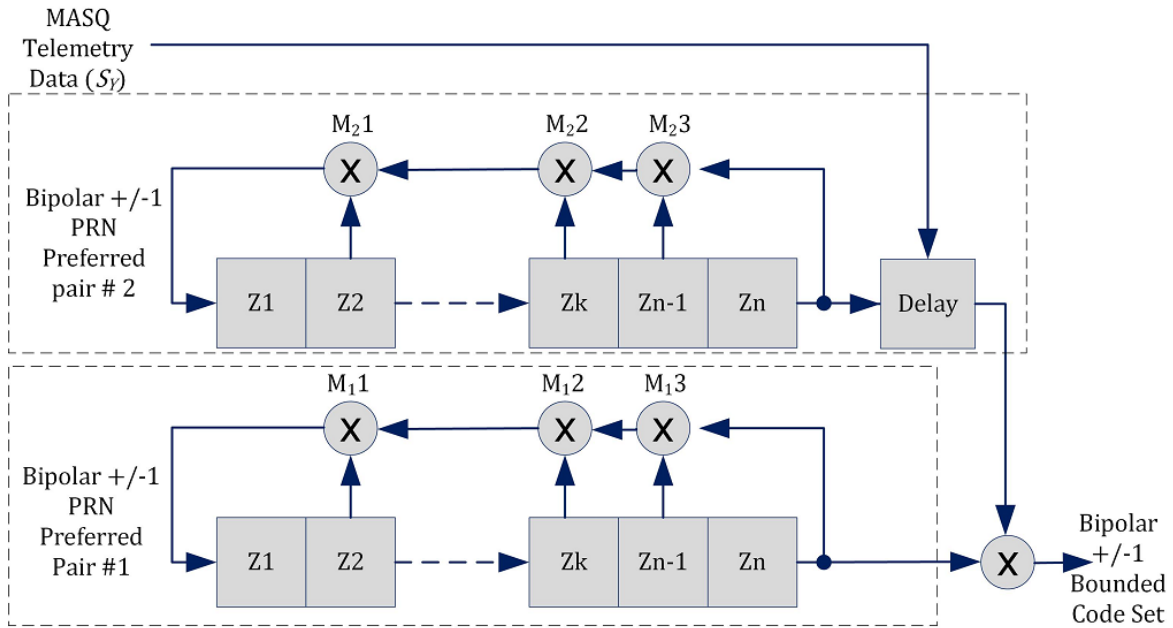 MASQ
Telemetry
Data (S_Y)
M₂1
M₂2
M₂3
Bipolar +/-1
PRN
Preferred
pair # 2
Z1
Z2
Zk
Zn-1
Zn
Delay
X
X
X
M₁1
M₁2
M₁3
Bipolar +/-1
PRN
Preferred
Pair #1
Z1
Z2
Zk
Zn-1
Zn
X
X
X
X
Bipolar
+/-1
Bounded
Code Set